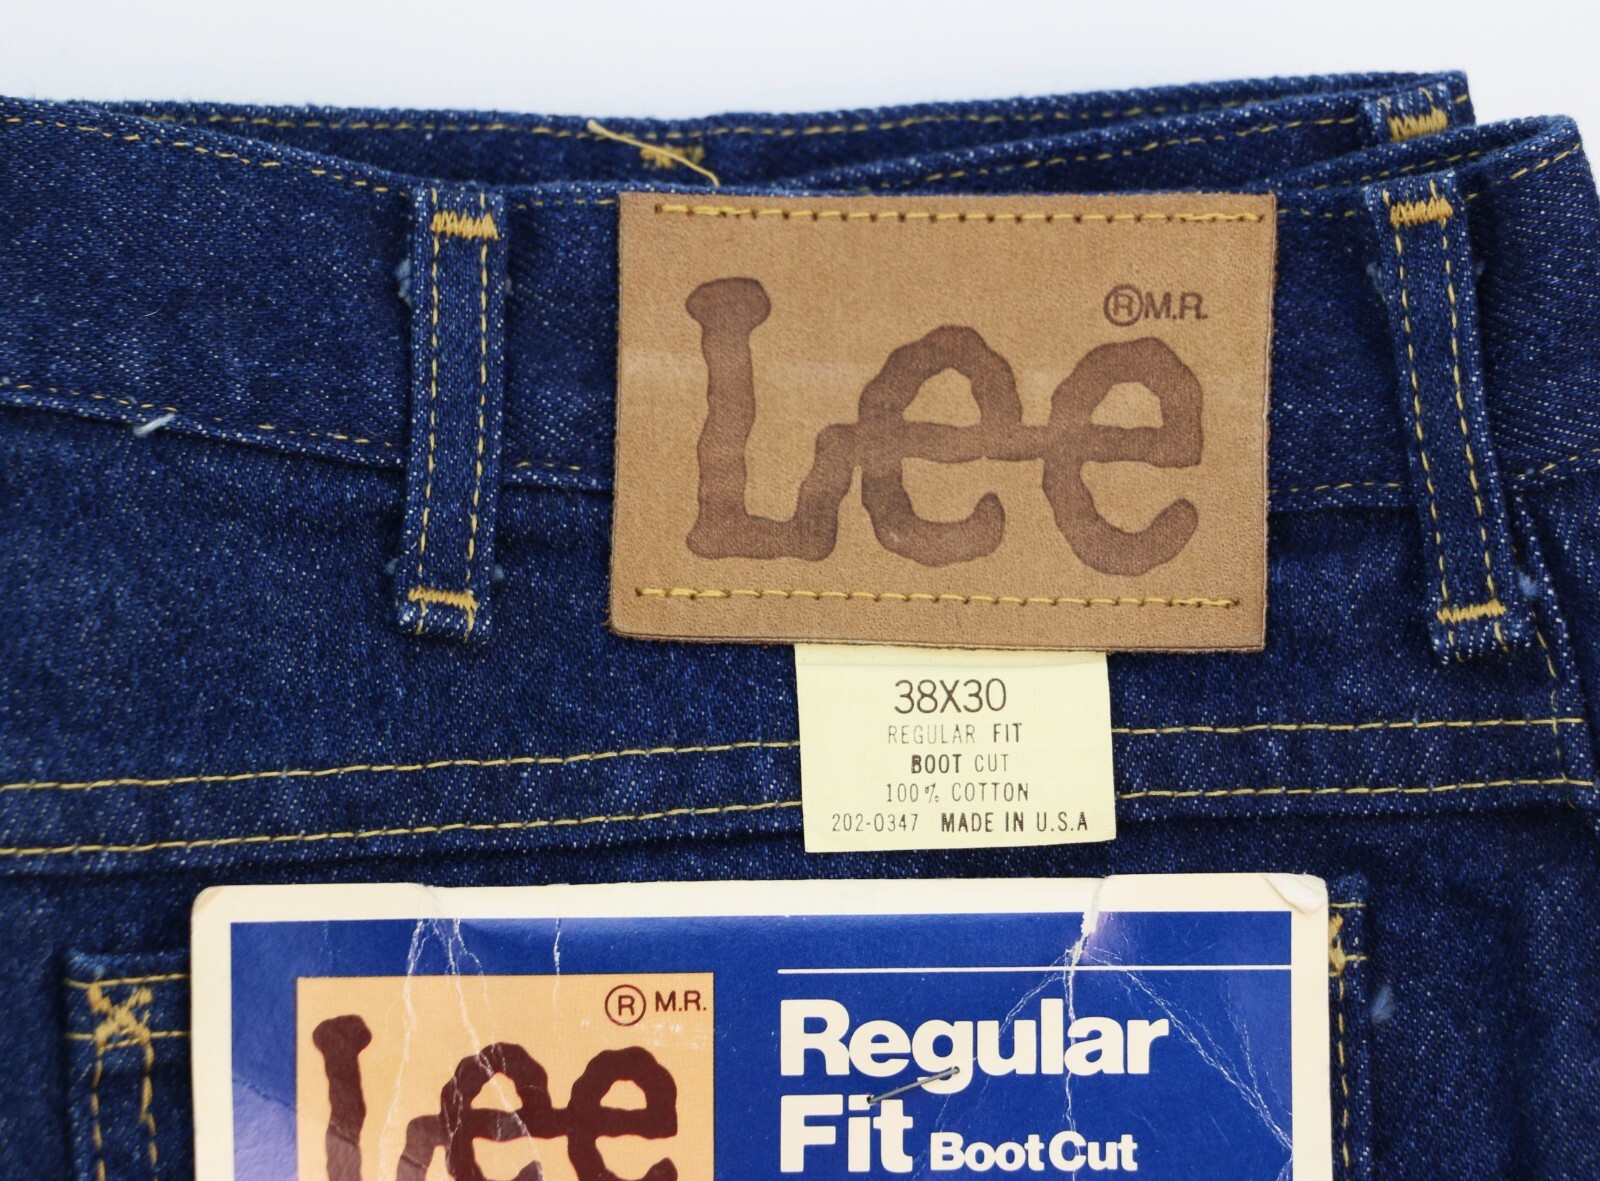 Lee ® M.R.
38X30
REGULAR FIT
BOOT CUT
100% COTTON
202-0347 MADE IN U.S.A
Lee ® M.R.
Regular
Fit Boot Cut